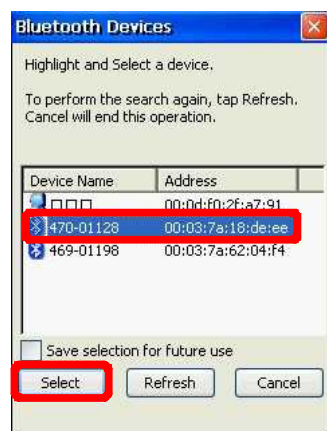 Bluetooth Devices
Highlight and Select a device.
To perform the search again, tap Refresh.
Cancel will end this operation.
Device Name Address
□□□ 00:0d:f0:2f:a7:91
470-01128 00:03:7a:18:de:ee
469-01198 00:03:7a:62:04:f4
Save selection for future use
Select Refresh Cancel